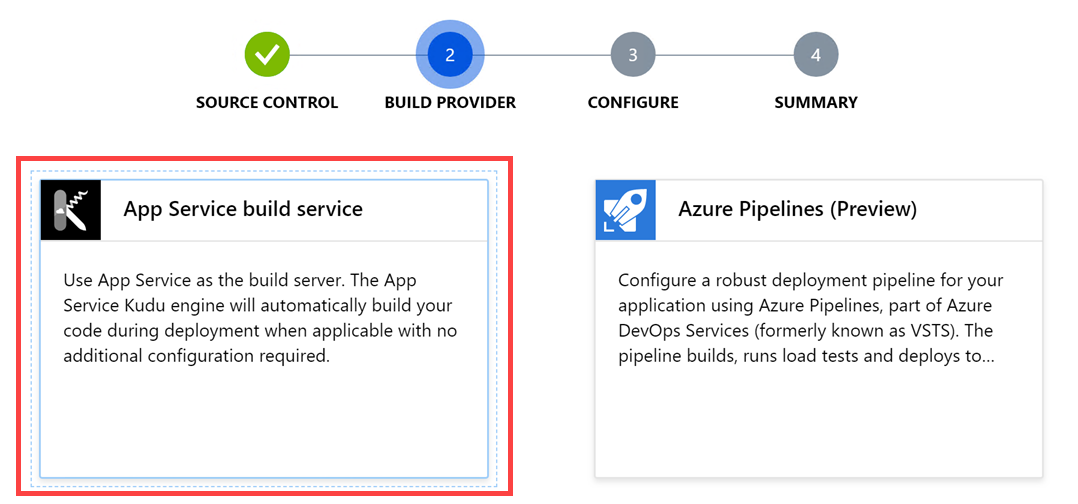 2
3
4
SOURCE CONTROL
BUILD PROVIDER
CONFIGURE
SUMMARY
App Service build service
Use App Service as the build server. The App
Service Kudu engine will automatically build your
code during deployment when applicable with no
additional configuration required.
Azure Pipelines (Preview)
Configure a robust deployment pipeline for your
application using Azure Pipelines, part of Azure
DevOps Services (formerly known as VSTS). The
pipeline builds, runs load tests and deploys to...